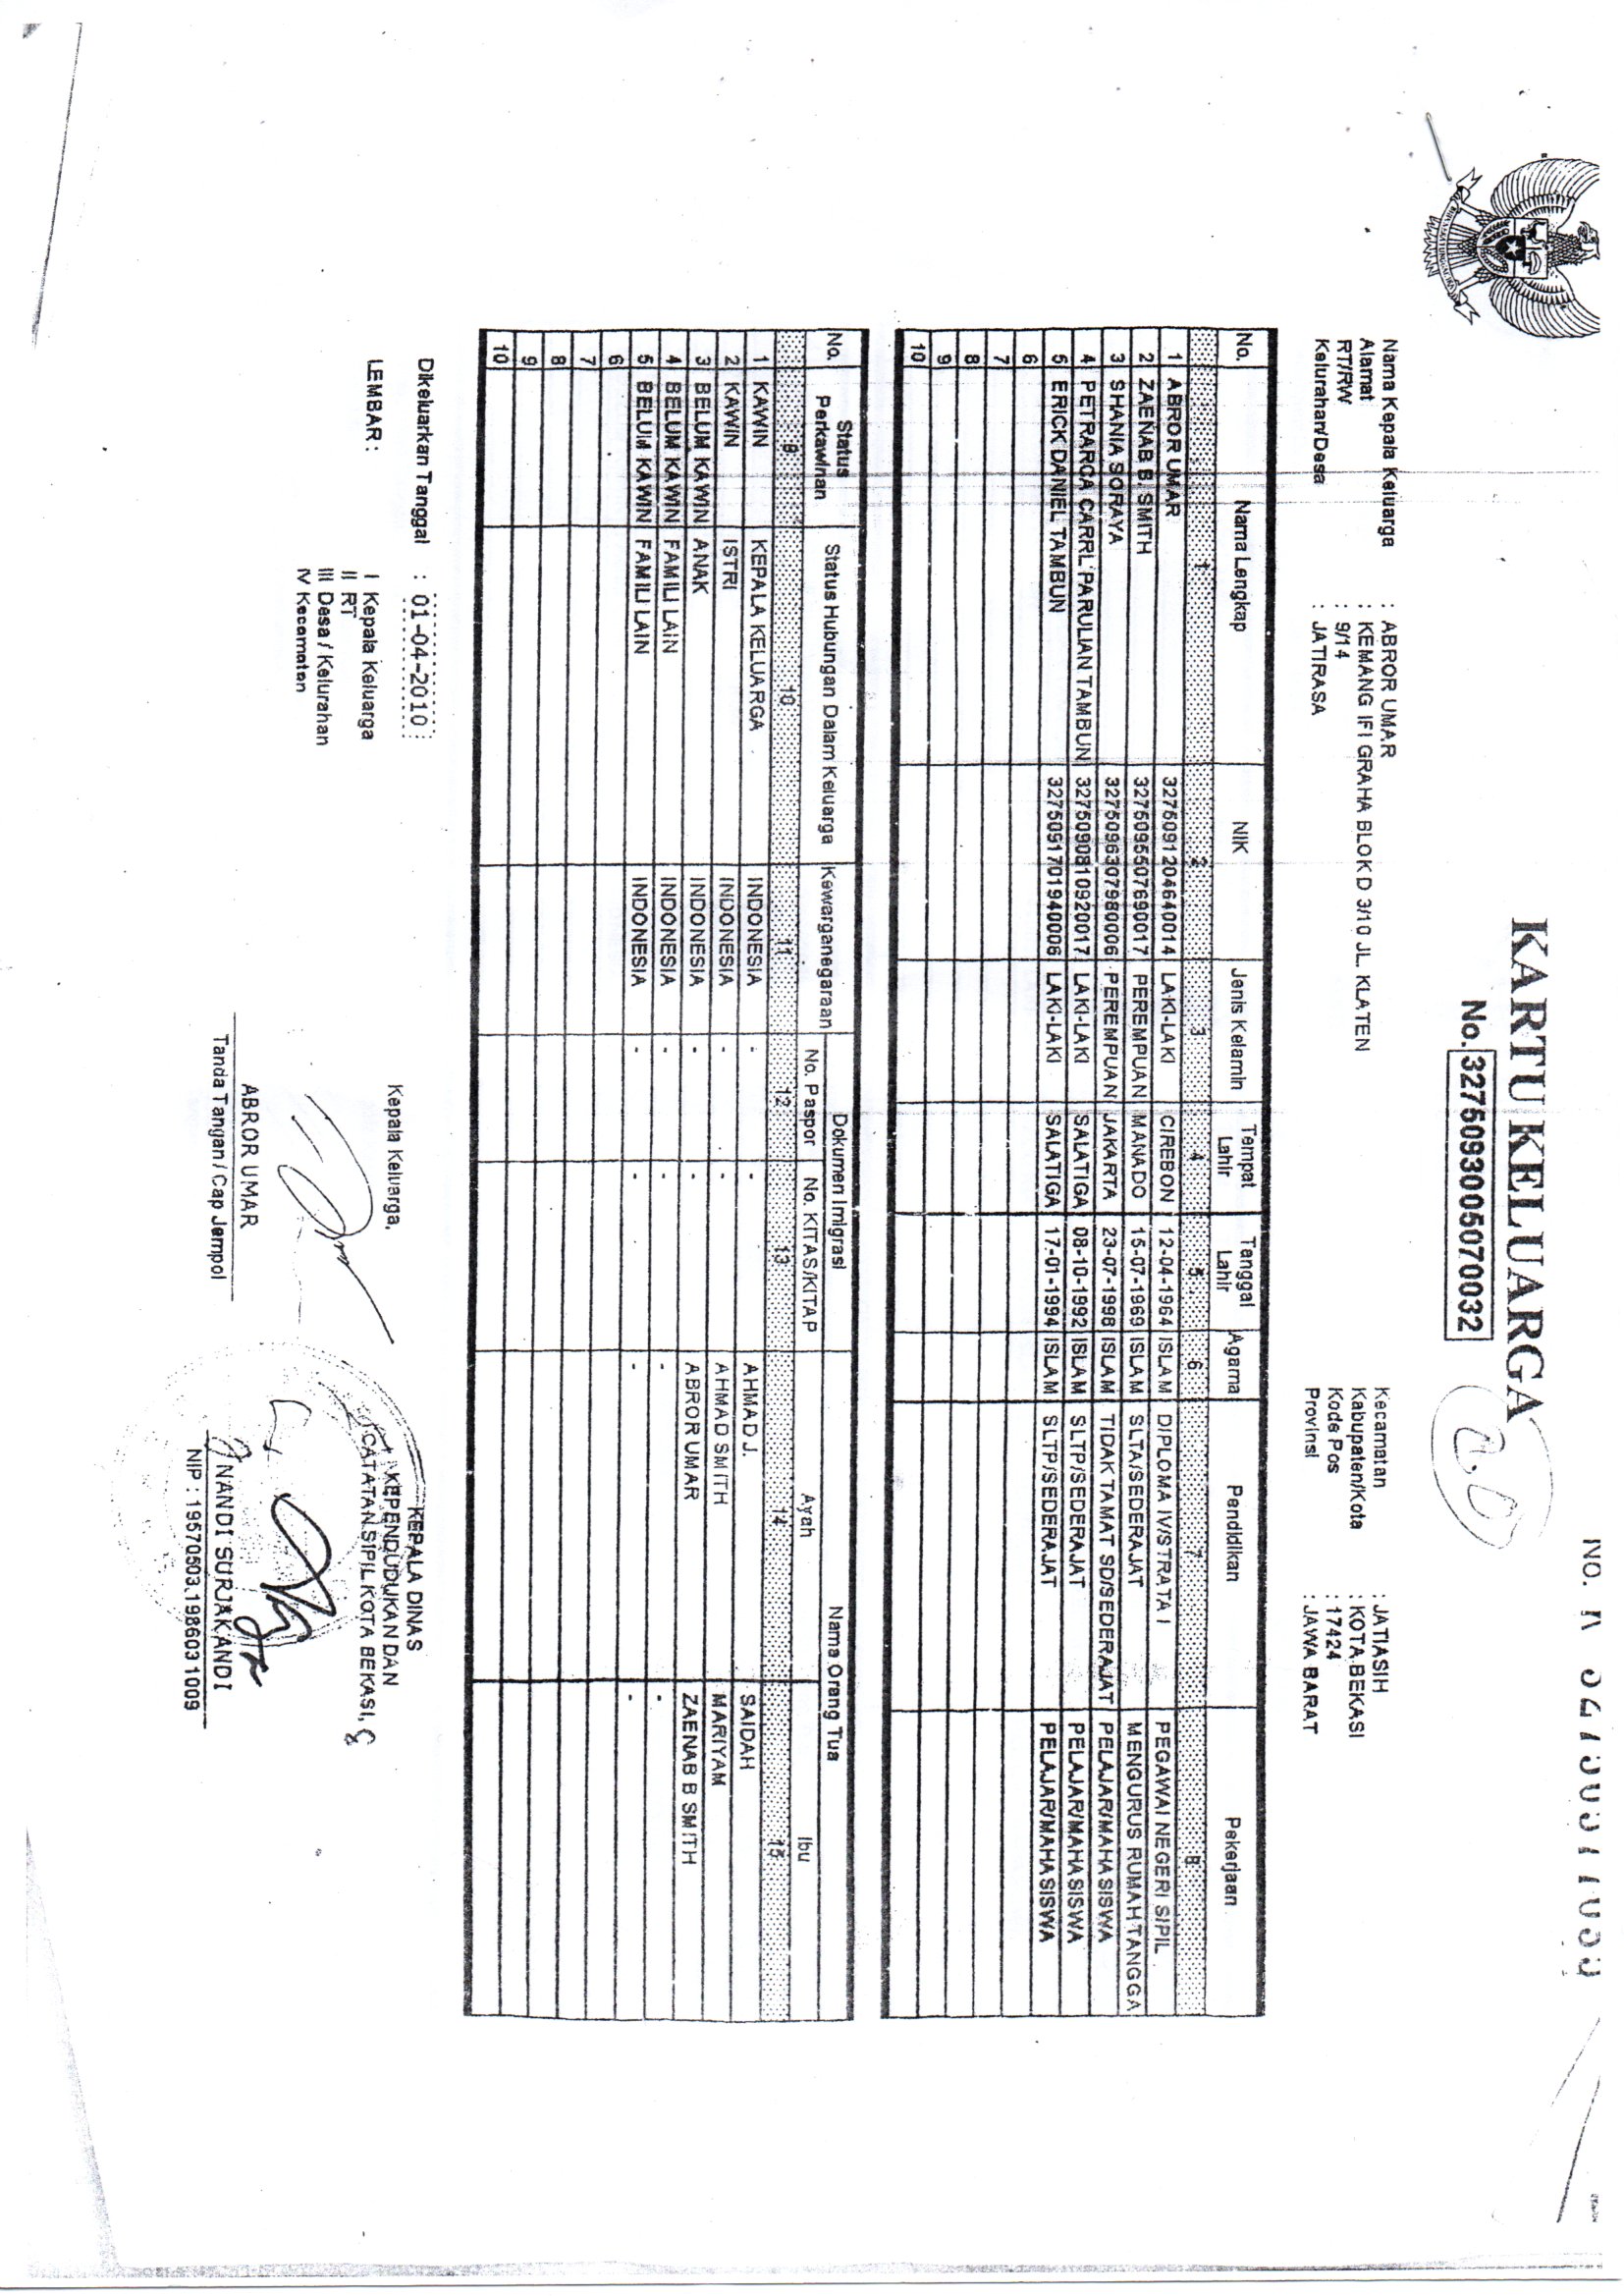 No.
KARTU KELUARGA
No. 3275093005070032
Nama Kepala Keluarga : ABROR UMAR
Alamat : KEMANG IFI GRAHA BLOK D 3/10 JL. KLATEN
RT/RW : 9/14
Kelurahan/Desa : JATIRASA
Kecamatan : JATIASIH
Kabupaten/Kota : KOTA BEKASI
Kode Pos : 17424
Provinsi : JAWA BARAT
No. Nama Lengkap NIK Jenis Kelamin Tempat Lahir Tanggal Lahir Agama Pendidikan Pekerjaan
1 2 3 4 5 6 7 8
1 ABROR UMAR 3275091204640014 LAKI-LAKI CIREBON 12-04-1964 ISLAM DIPLOMA IV/STRATA I PEGAWAI NEGERI SIPIL
2 ZAENAB B. SMITH 3275095507690017 PEREMPUAN MANADO 15-07-1969 ISLAM SLTA/SEDERAJAT MENGURUS RUMAH TANGGA
3 SHANIA SORAYA 3275096307980006 PEREMPUAN JAKARTA 23-07-1998 ISLAM TIDAK TAMAT SD/SEDERAJAT PELAJAR/MAHASISWA
4 PETRARCA CARRL PARULIAN TAMBUN 3275090810920017 LAKI-LAKI SALATIGA 08-10-1992 ISLAM SLTP/SEDERAJAT PELAJAR/MAHASISWA
5 ERICK DANIEL TAMBUN 3275091701940006 LAKI-LAKI SALATIGA 17-01-1994 ISLAM SLTP/SEDERAJAT PELAJAR/MAHASISWA
6
7
8
9
10
No. Status Perkawinan Status Hubungan Dalam Keluarga Kewarganegaraan Dokumen Imigrasi Nama Orang Tua
No. Paspor No. KITAS/KITAP Ayah Ibu
9 10 11 12 13 14 15
1 KAWIN KEPALA KELUARGA INDONESIA - - AHMAD J. SAIDAH
2 KAWIN ISTRI INDONESIA - - AHMAD SMITH MARIYAM
3 BELUM KAWIN ANAK INDONESIA - - ABROR UMAR ZAENAB B SMITH
4 BELUM KAWIN FAMILI LAIN INDONESIA - - - -
5 BELUM KAWIN FAMILI LAIN INDONESIA - - - -
6
7
8
9
10
Dikeluarkan Tanggal : 01-04-2010
LEMBAR : I Kepala Keluarga
II RT
III Desa / Kelurahan
IV Kecamatan
Kepala Keluarga,
ABROR UMAR
Tanda Tangan / Cap Jempol
KEPALA DINAS
KEPENDUDUKAN DAN
CATATAN SIPIL KOTA BEKASI,
NANDI SURJAKANDI
NIP : 19570503.198603 1009